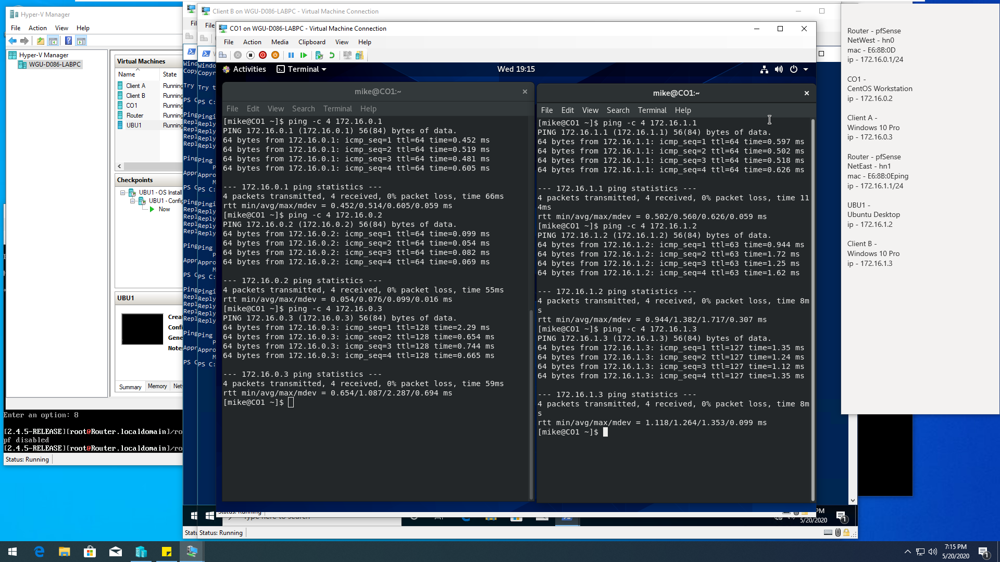 Hyper-V Manager
File Action View Help
Hyper-V Manager
WGU-D086-LABPC
Virtual Machines
Name State
Client A Running
Client B Running
CO1 Running
Router Running
UBU1 Running
Checkpoints
UBU1 - OS Install
UBU1 - Config
Now
UBU1
Crea
Confi
Gene
Note
Summary Memory Net
Enter an option: 8
[2.4.5-RELEASE][root@Router.localdomain]/ro
pf disabled
[2.4.5-RELEASE][root@Router.localdomain]/ro
Status: Running
Client B on WGU-D086-LABPC - Virtual Machine Connection
File
CO1 on WGU-D086-LABPC - Virtual Machine Connection
File Action Media Clipboard View Help
Activities Terminal Wed 19:15
mike@CO1:~
File Edit View Search Terminal Help
[mike@CO1 ~]$ ping -c 4 172.16.0.1
PING 172.16.0.1 (172.16.0.1) 56(84) bytes of data.
64 bytes from 172.16.0.1: icmp_seq=1 ttl=64 time=0.452 ms
64 bytes from 172.16.0.1: icmp_seq=2 ttl=64 time=0.519 ms
64 bytes from 172.16.0.1: icmp_seq=3 ttl=64 time=0.481 ms
64 bytes from 172.16.0.1: icmp_seq=4 ttl=64 time=0.605 ms
--- 172.16.0.1 ping statistics ---
4 packets transmitted, 4 received, 0% packet loss, time 66ms
rtt min/avg/max/mdev = 0.452/0.514/0.605/0.059 ms
[mike@CO1 ~]$ ping -c 4 172.16.0.2
PING 172.16.0.2 (172.16.0.2) 56(84) bytes of data.
64 bytes from 172.16.0.2: icmp_seq=1 ttl=64 time=0.099 ms
64 bytes from 172.16.0.2: icmp_seq=2 ttl=64 time=0.054 ms
64 bytes from 172.16.0.2: icmp_seq=3 ttl=64 time=0.082 ms
64 bytes from 172.16.0.2: icmp_seq=4 ttl=64 time=0.069 ms
--- 172.16.0.2 ping statistics ---
4 packets transmitted, 4 received, 0% packet loss, time 55ms
rtt min/avg/max/mdev = 0.054/0.076/0.099/0.016 ms
[mike@CO1 ~]$ ping -c 4 172.16.0.3
PING 172.16.0.3 (172.16.0.3) 56(84) bytes of data.
64 bytes from 172.16.0.3: icmp_seq=1 ttl=128 time=2.29 ms
64 bytes from 172.16.0.3: icmp_seq=2 ttl=128 time=0.654 ms
64 bytes from 172.16.0.3: icmp_seq=3 ttl=128 time=0.744 ms
64 bytes from 172.16.0.3: icmp_seq=4 ttl=128 time=0.665 ms
--- 172.16.0.3 ping statistics ---
4 packets transmitted, 4 received, 0% packet loss, time 59ms
rtt min/avg/max/mdev = 0.654/1.087/2.287/0.694 ms
[mike@CO1 ~]$
mike@CO1:~
File Edit View Search Terminal Help
[mike@CO1 ~]$ ping -c 4 172.16.1.1
PING 172.16.1.1 (172.16.1.1) 56(84) bytes of data.
64 bytes from 172.16.1.1: icmp_seq=1 ttl=64 time=0.597 ms
64 bytes from 172.16.1.1: icmp_seq=2 ttl=64 time=0.502 ms
64 bytes from 172.16.1.1: icmp_seq=3 ttl=64 time=0.518 ms
64 bytes from 172.16.1.1: icmp_seq=4 ttl=64 time=0.626 ms
--- 172.16.1.1 ping statistics ---
4 packets transmitted, 4 received, 0% packet loss, time 11
4ms
rtt min/avg/max/mdev = 0.502/0.560/0.626/0.059 ms
[mike@CO1 ~]$ ping -c 4 172.16.1.2
PING 172.16.1.2 (172.16.1.2) 56(84) bytes of data.
64 bytes from 172.16.1.2: icmp_seq=1 ttl=63 time=0.944 ms
64 bytes from 172.16.1.2: icmp_seq=2 ttl=63 time=1.72 ms
64 bytes from 172.16.1.2: icmp_seq=3 ttl=63 time=1.25 ms
64 bytes from 172.16.1.2: icmp_seq=4 ttl=63 time=1.62 ms
--- 172.16.1.2 ping statistics ---
4 packets transmitted, 4 received, 0% packet loss, time 8m
s
rtt min/avg/max/mdev = 0.944/1.382/1.717/0.307 ms
[mike@CO1 ~]$ ping -c 4 172.16.1.3
PING 172.16.1.3 (172.16.1.3) 56(84) bytes of data.
64 bytes from 172.16.1.3: icmp_seq=1 ttl=127 time=1.35 ms
64 bytes from 172.16.1.3: icmp_seq=2 ttl=127 time=1.24 ms
64 bytes from 172.16.1.3: icmp_seq=3 ttl=127 time=1.12 ms
64 bytes from 172.16.1.3: icmp_seq=4 ttl=127 time=1.35 ms
--- 172.16.1.3 ping statistics ---
4 packets transmitted, 4 received, 0% packet loss, time 8m
s
rtt min/avg/max/mdev = 1.118/1.264/1.353/0.099 ms
[mike@CO1 ~]$
Router - pfSense
NetWest - hn0
mac - E6:8B:0D
ip - 172.16.0.1/24
CO1 -
CentOS Workstation
ip - 172.16.0.2
Client A -
Windows 10 Pro
ip - 172.16.0.3
Router - pfSense
NetEast - hn1
mac - E6:8B:0Eping
ip - 172.16.1.1/24
UBU1 -
Ubuntu Desktop
ip - 172.16.1.2
Client B -
Windows 10 Pro
ip - 172.16.1.3
PM
5/20/2020
1
Status: Running
7:15 PM
5/20/2020
1